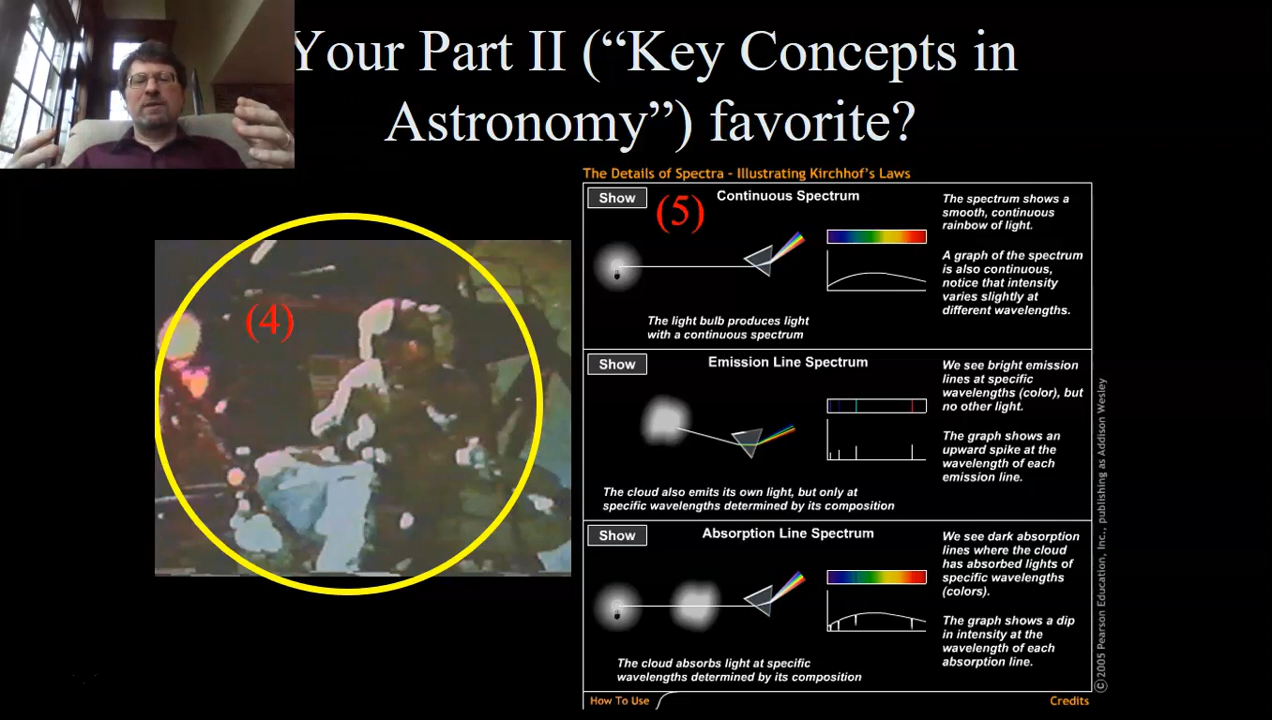 Your Part II (“Key Concepts in
Astronomy”) favorite?
(4)
The Details of Spectra - Illustrating Kirchhof's Laws
Show
(5)
Continuous Spectrum
The spectrum shows a
smooth, continuous
rainbow of light.
A graph of the spectrum
is also continuous,
notice that intensity
varies slightly at
different wavelengths.
The light bulb produces light
with a continuous spectrum
Show
Emission Line Spectrum
We see bright emission
lines at specific
wavelengths (color), but
no other light.
The graph shows an
upward spike at the
wavelength of each
emission line.
The cloud also emits its own light, but only at
specific wavelengths determined by its composition
Show
Absorption Line Spectrum
We see dark absorption
lines where the cloud
has absorbed lights of
specific wavelengths
(colors).
The graph shows a dip
in intensity at the
wavelength of each
absorption line.
The cloud absorbs light at specific
wavelengths determined by its composition
How To Use
Credits
©2005 Pearson Education, Inc., publishing as Addison Wesley